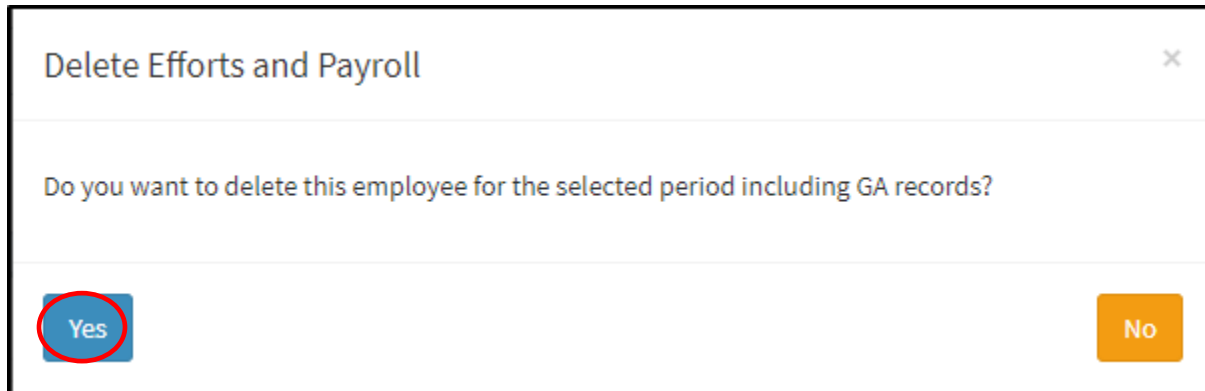 Delete Efforts and Payroll
×
Do you want to delete this employee for the selected period including GA records?
Yes
No